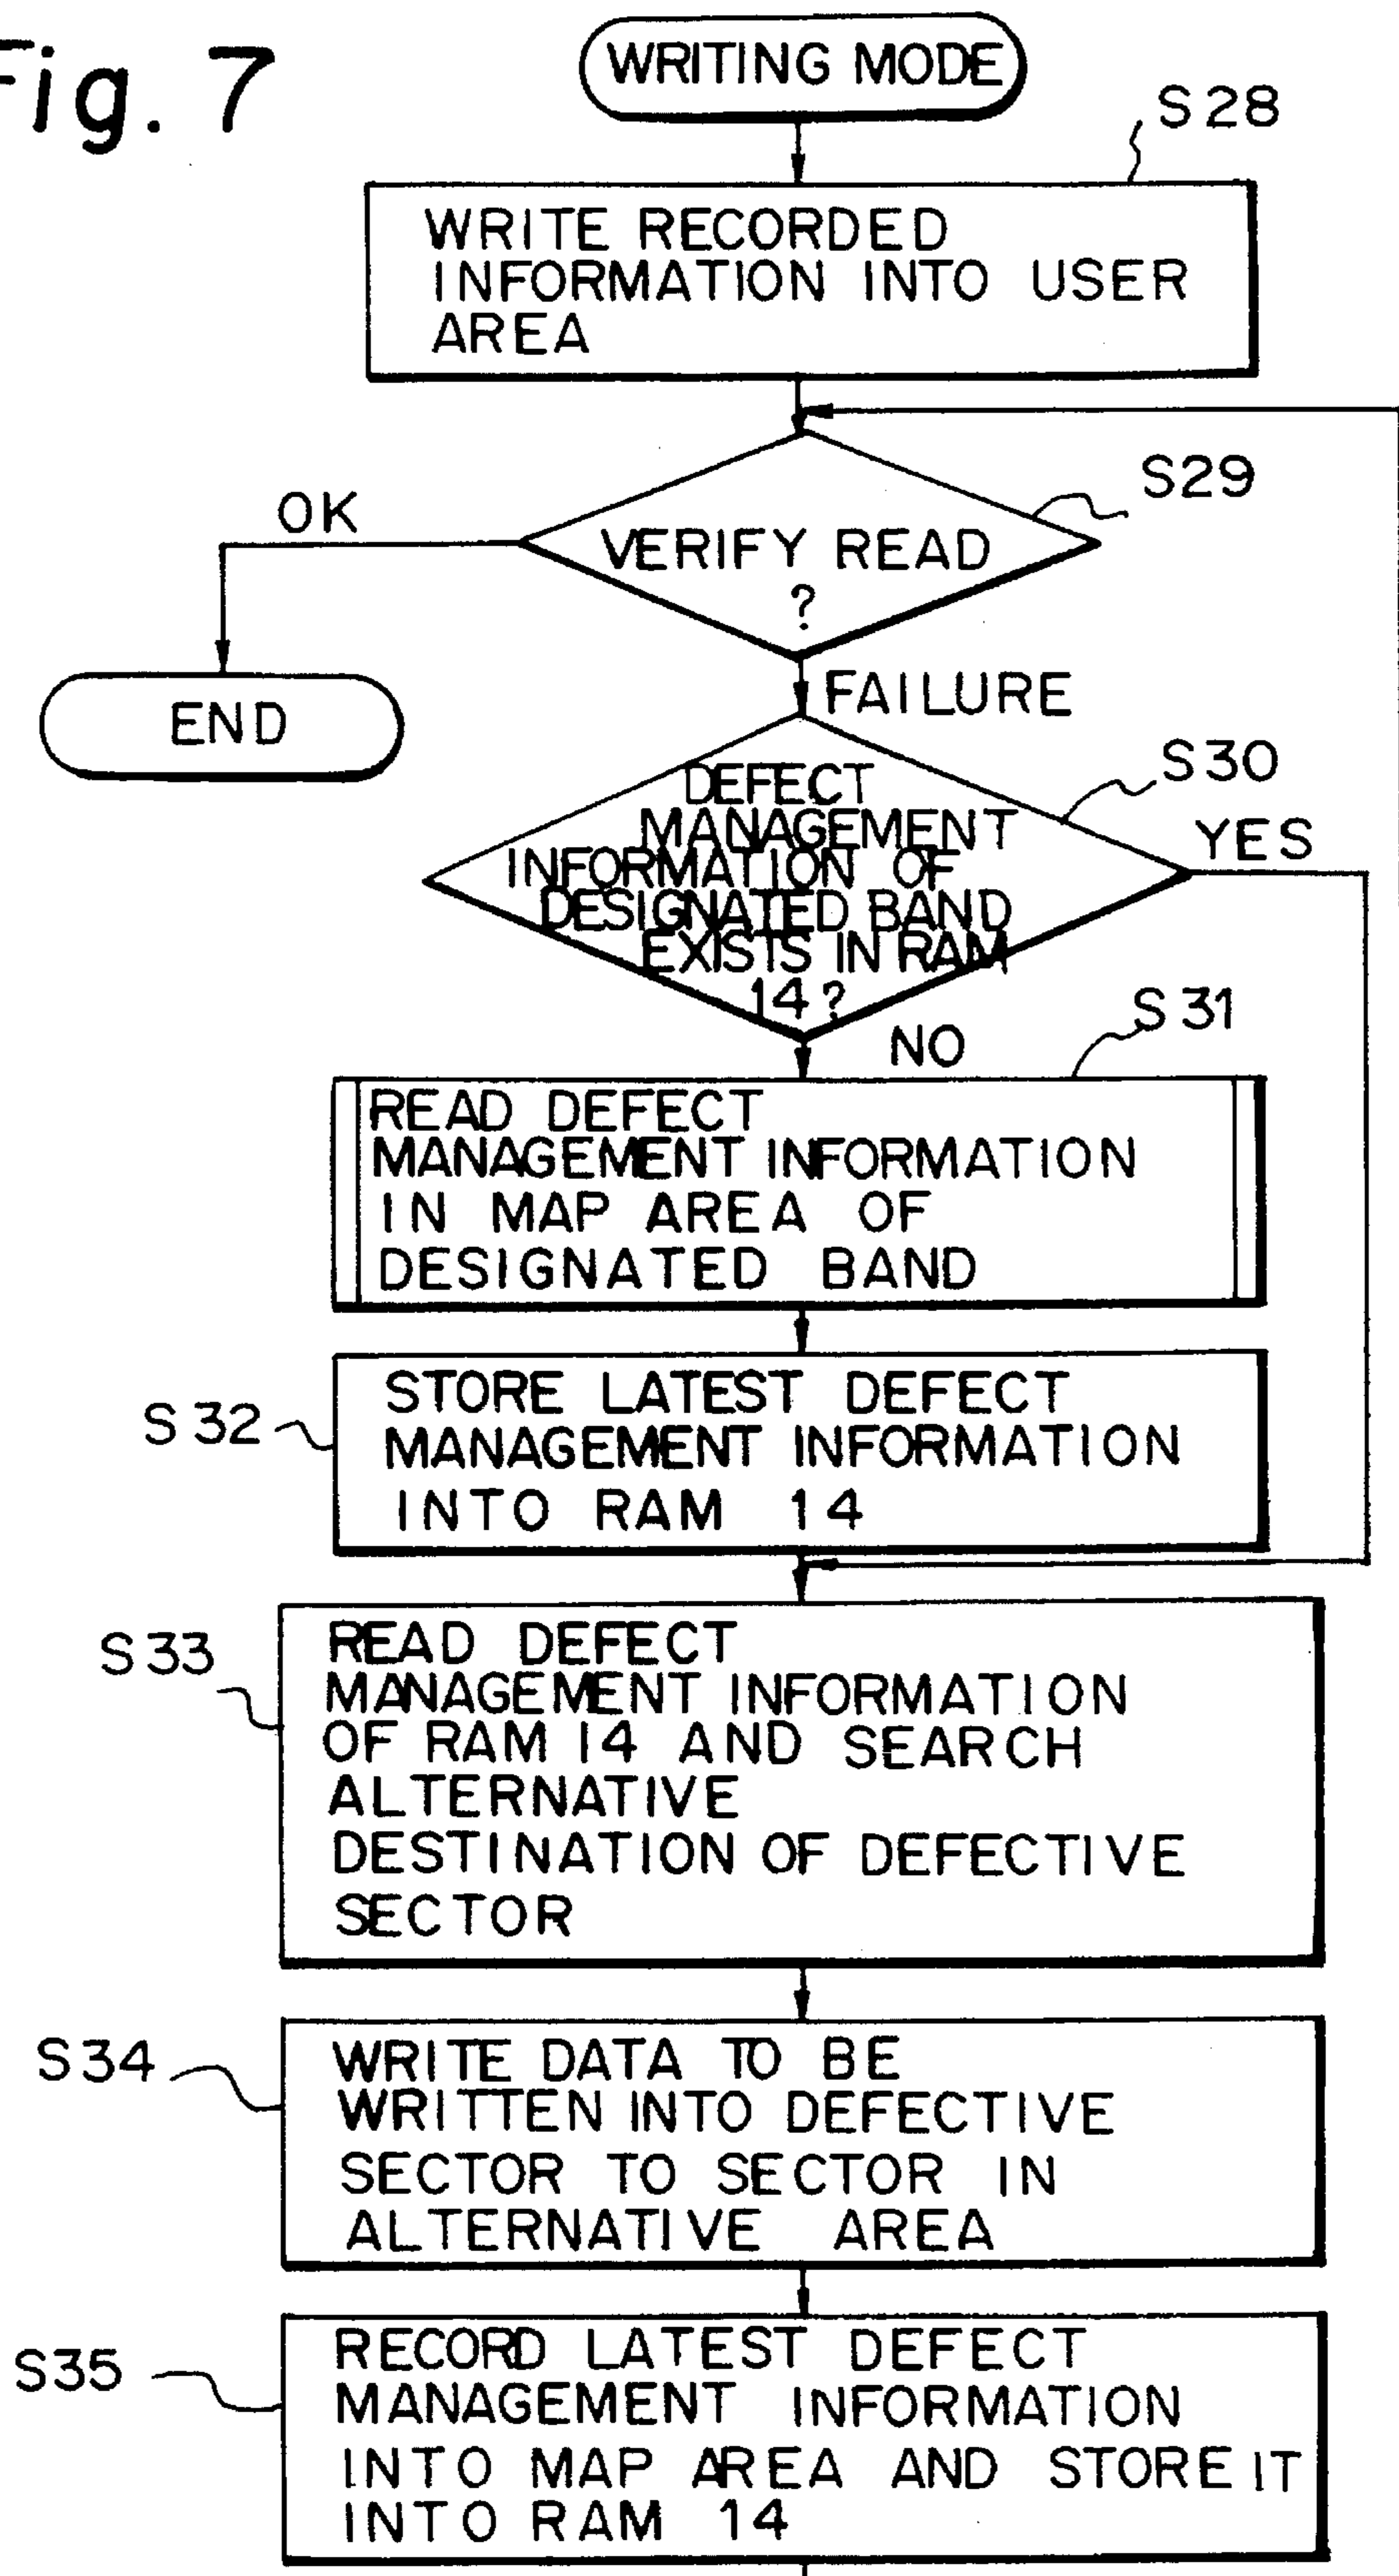 Fig. 7
WRITING MODE
S28
WRITE RECORDED
INFORMATION INTO USER
AREA
S29
OK
VERIFY READ
?
END
FAILURE
S30
DEFECT
MANAGEMENT
INFORMATION OF
DESIGNATED BAND
EXISTS IN RAM
14?
YES
NO
S31
READ DEFECT
MANAGEMENT INFORMATION
IN MAP AREA OF
DESIGNATED BAND
S32
STORE LATEST DEFECT
MANAGEMENT INFORMATION
INTO RAM 14
S33
READ DEFECT
MANAGEMENT INFORMATION
OF RAM 14 AND SEARCH
ALTERNATIVE
DESTINATION OF DEFECTIVE
SECTOR
S34
WRITE DATA TO BE
WRITTEN INTO DEFECTIVE
SECTOR TO SECTOR IN
ALTERNATIVE AREA
S35
RECORD LATEST DEFECT
MANAGEMENT INFORMATION
INTO MAP AREA AND STORE IT
INTO RAM 14